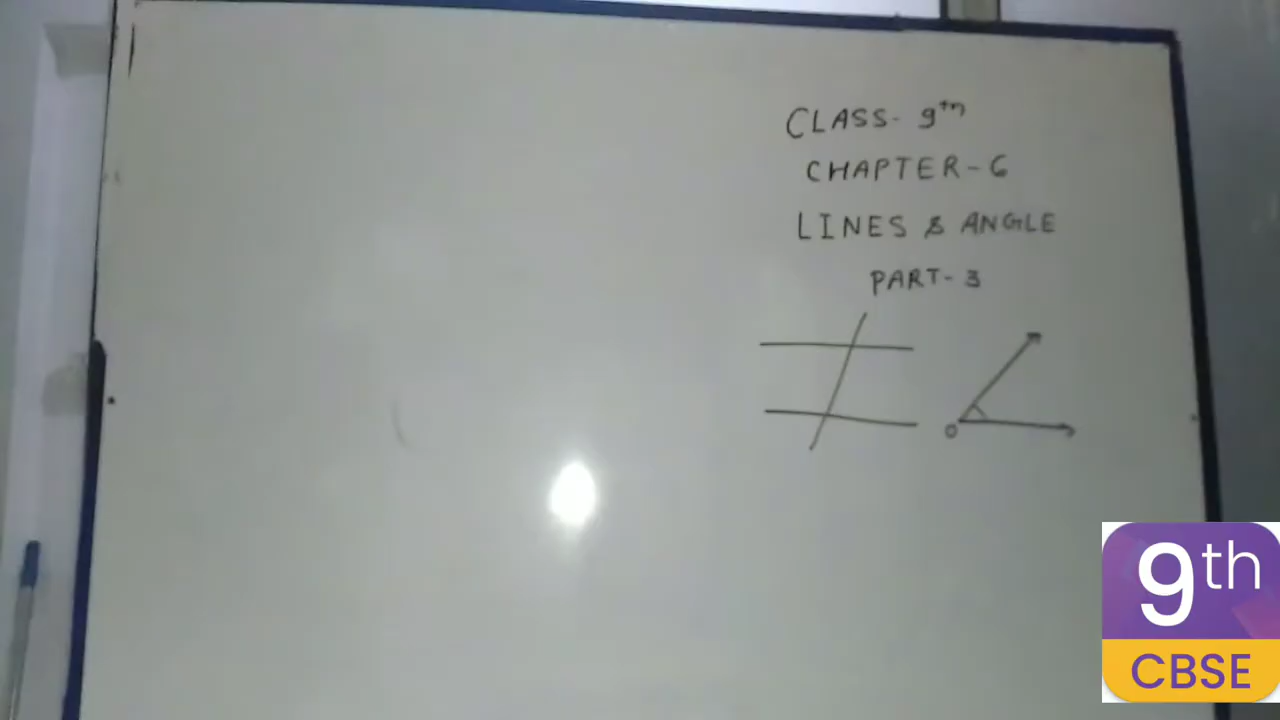 CLASS- 9th
CHAPTER-6
LINES & ANGLE
PART-3
O
9th
CBSE